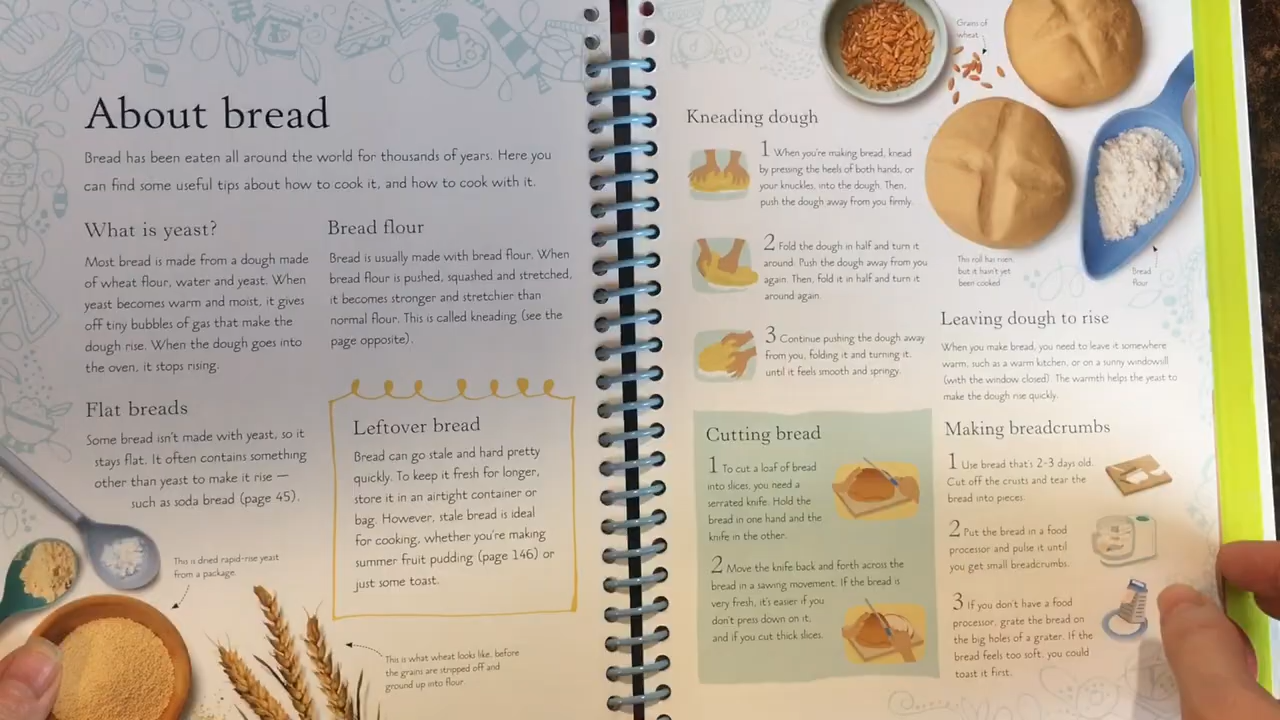 About bread
Bread has been eaten all around the world for thousands of years. Here you
can find some useful tips about how to cook it, and how to cook with it.
What is yeast?
Most bread is made from a dough made
of wheat flour, water and yeast. When
yeast becomes warm and moist, it gives
off tiny bubbles of gas that make the
dough rise. When the dough goes into
the oven, it stops rising.
Bread flour
Bread is usually made with bread flour. When
bread flour is pushed, squashed and stretched,
it becomes stronger and stretchier than
normal flour. This is called kneading (see the
page opposite).
Flat breads
Some bread isn't made with yeast, so it
stays flat. It often contains something
other than yeast to make it rise –
such as soda bread (page 45).
Leftover bread
Bread can go stale and hard pretty
quickly. To keep it fresh for longer,
store it in an airtight container or
bag. However, stale bread is ideal
for cooking, whether you're making
summer fruit pudding (page 146) or
just some toast.
This is dried rapid-rise yeast
from a package.
This is what wheat looks like, before
the grains are stripped off and
ground up into flour.
Grains of
wheat
Kneading dough
1 When you're making bread, knead
by pressing the heels of both hands, or
your knuckles, into the dough. Then,
push the dough away from you firmly.
2 Fold the dough in half and turn it
around. Push the dough away from you
again. Then, fold it in half and turn it
around again.
3 Continue pushing the dough away
from you, folding it and turning it,
until it feels smooth and springy.
This roll has risen,
but it hasn't yet
been cooked
Bread
flour
Leaving dough to rise
When you make bread, you need to leave it somewhere
warm, such as a warm kitchen, or on a sunny windowsill
(with the window closed). The warmth helps the yeast to
make the dough rise quickly.
Cutting bread
1 To cut a loaf of bread
into slices, you need a
serrated knife. Hold the
bread in one hand and the
knife in the other.
2 Move the knife back and forth across the
bread in a sawing movement. If the bread is
very fresh, it's easier if you
don't press down on it,
and if you cut thick slices.
Making breadcrumbs
1 Use bread that's 2-3 days old.
Cut off the crusts and tear the
bread into pieces.
2 Put the bread in a food
processor and pulse it until
you get small breadcrumbs.
3 If you don't have a food
processor, grate the bread on
the big holes of a grater. If the
bread feels too soft, you could
toast it first.